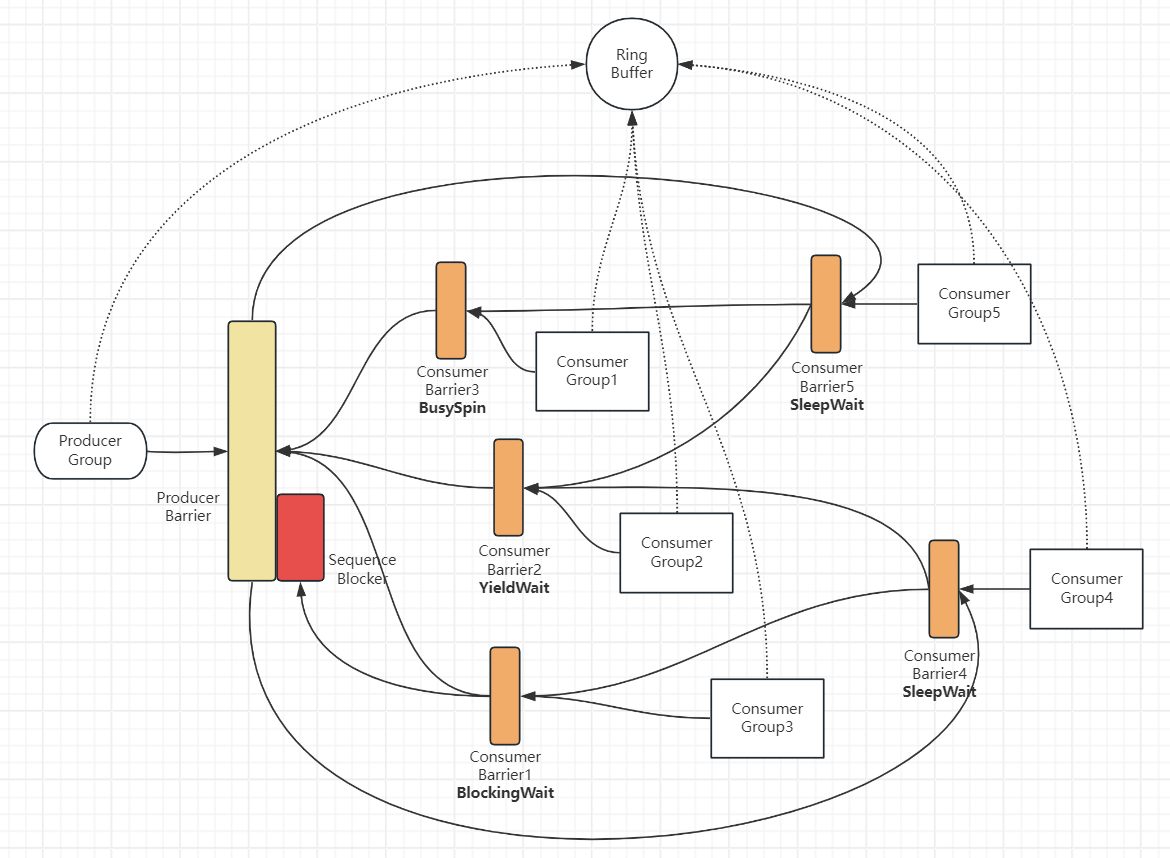 Ring
Buffer
Consumer
Group5
Consumer
Barrier3
BusySpin
Consumer
Group1
Consumer
Barrier5
SleepWait
Producer
Group
Producer
Barrier
Sequence
Blocker
Consumer
Barrier2
YieldWait
Consumer
Group2
Consumer
Group4
Consumer
Barrier4
SleepWait
Consumer
Group3
Consumer
Barrier1
BlockingWait